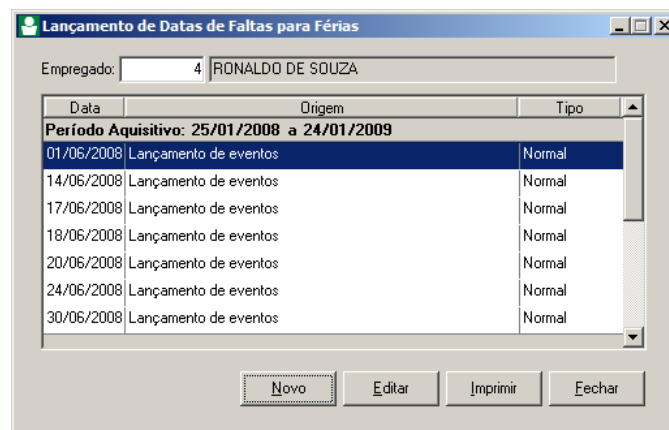 Lançamento de Datas de Faltas para Férias
Empregado: 4 RONALDO DE SOUZA
Data Origem Tipo
Período Aquisitivo: 25/01/2008 a 24/01/2009
01/06/2008 Lançamento de eventos Normal
14/06/2008 Lançamento de eventos Normal
17/06/2008 Lançamento de eventos Normal
18/06/2008 Lançamento de eventos Normal
20/06/2008 Lançamento de eventos Normal
24/06/2008 Lançamento de eventos Normal
30/06/2008 Lançamento de eventos Normal
Novo Editar Imprimir Fechar